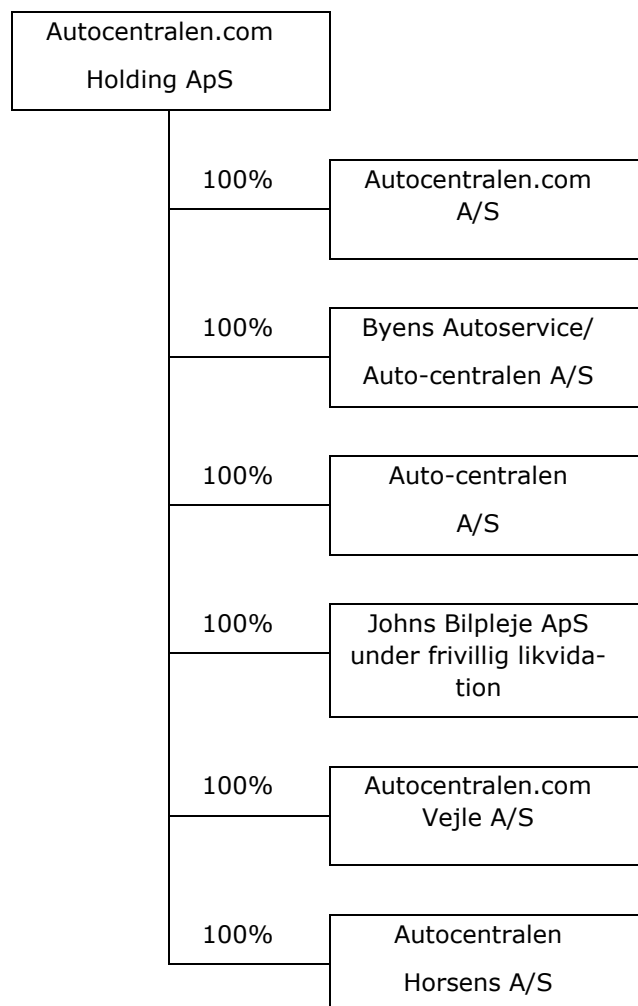 Autocentralen.com
Holding ApS
100%
Autocentralen.com
A/S
100%
Byens Autoservice/
Auto-centralen A/S
100%
Auto-centralen
A/S
100%
Johns Bilpleje ApS
under frivillig likvida-
tion
100%
Autocentralen.com
Vejle A/S
100%
Autocentralen
Horsens A/S